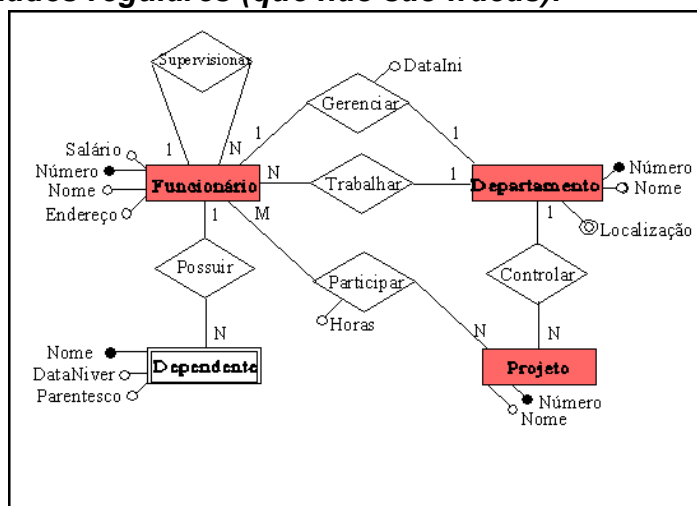 dades regulares (que não são fracas).
Supervisionar
DataIni
Gerenciar
1
1
Salário
Número
Nome
Endereço
1
N
Funcionário
N
Trabalhar
1
Departamento
Número
Nome
Localização
1
M
1
Possuir
Participar
Horas
Controlar
N
N
N
Nome
DataNiver
Parentesco
Dependente
Projeto
Número
Nome